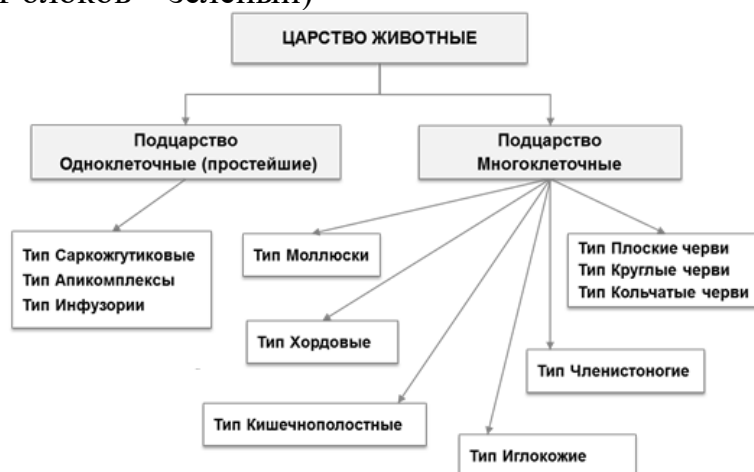 зеленый)
ЦАРСТВО ЖИВОТНЫЕ
Подцарство
Одноклеточные (простейшие)
Подцарство
Многоклеточные
Тип Саркожгутиковые
Тип Апикомплексы
Тип Инфузории
Тип Моллюски
Тип Плоские черви
Тип Круглые черви
Тип Кольчатые черви
Тип Хордовые
Тип Членистоногие
Тип Кишечнополостные
Тип Иглокожие